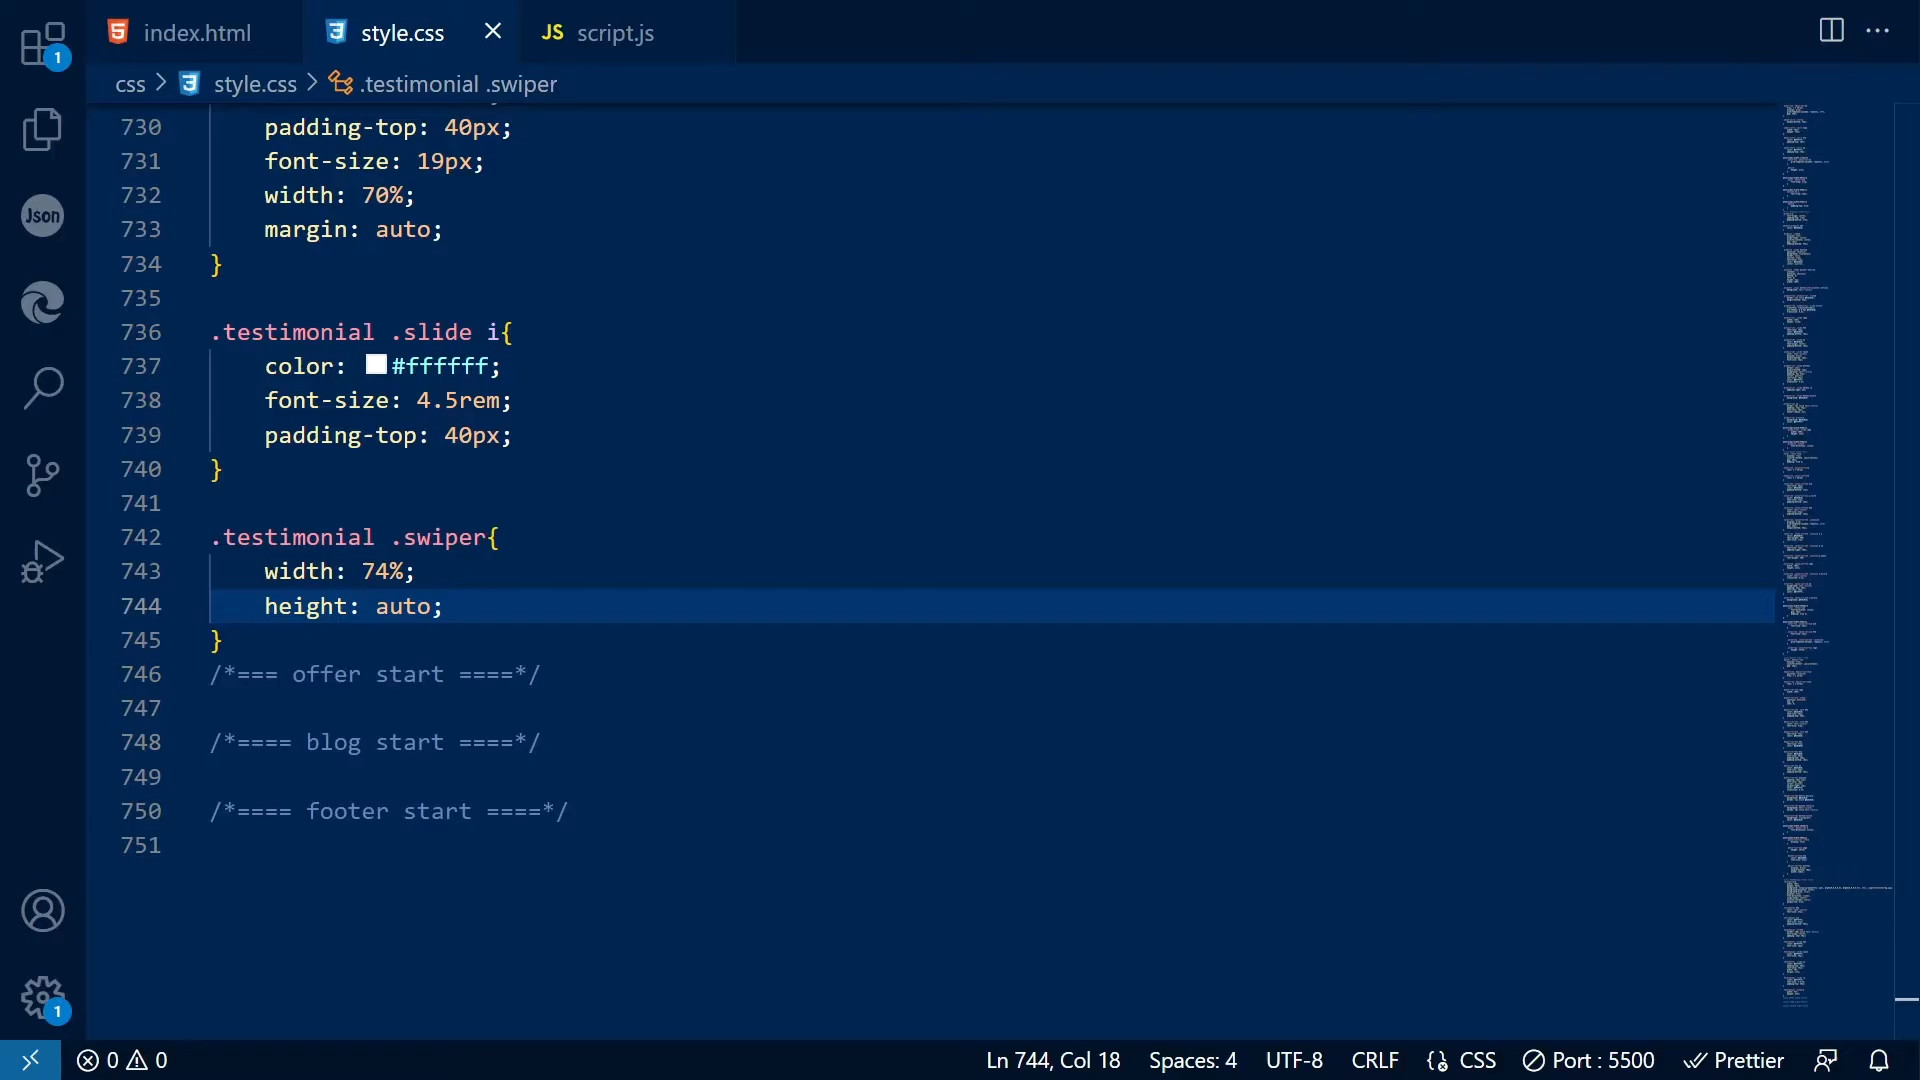 index.html
style.css
JS script.js
css > style.css > .testimonial .swiper
730 padding-top: 40px;
731 font-size: 19px;
732 width: 70%;
733 margin: auto;
734 }
735
736 .testimonial .slide i{
737 color: #ffffff;
738 font-size: 4.5rem;
739 padding-top: 40px;
740 }
741
742 .testimonial .swiper{
743 width: 74%;
744 height: auto;
745 }
746 /*=== offer start ====*/
747
748 /*==== blog start ====*/
749
750 /*==== footer start ====*/
751
1
Json
1
0 0
Ln 744, Col 18
Spaces: 4
UTF-8
CRLF
CSS
Port : 5500
Prettier